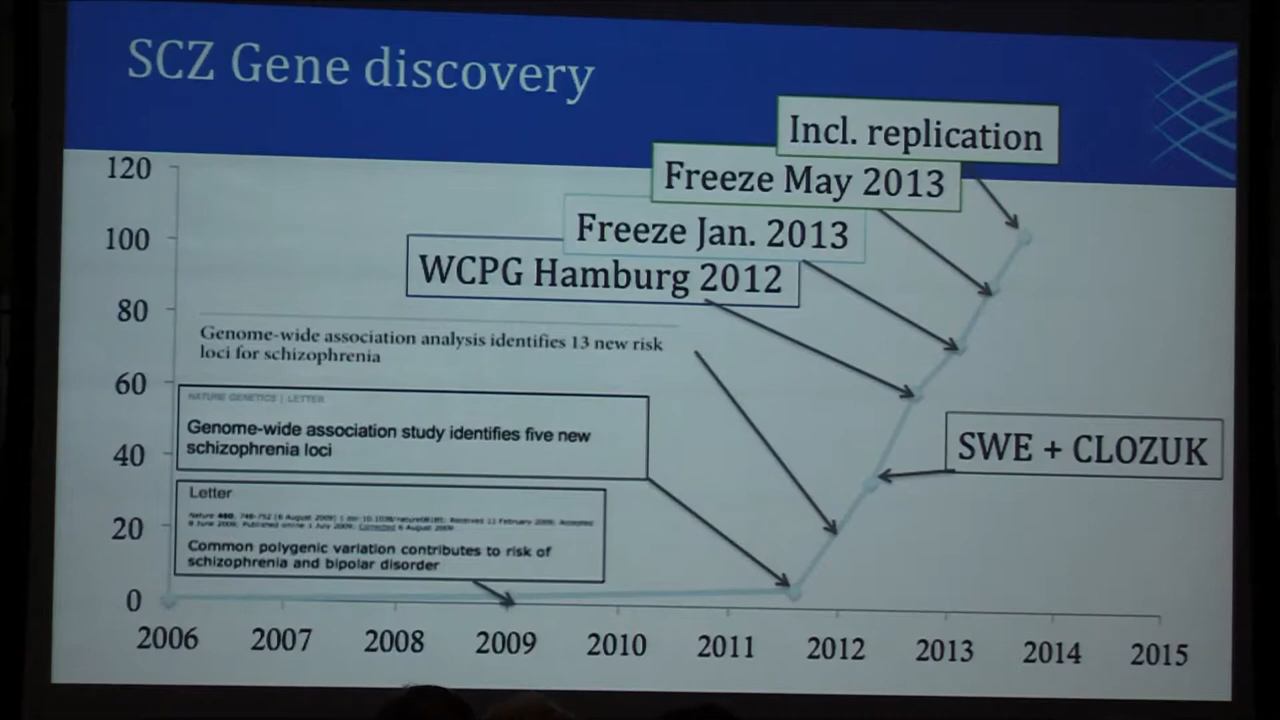 SCZ Gene discovery
Incl. replication
Freeze May 2013
Freeze Jan. 2013
WCPG Hamburg 2012
Genome-wide association analysis identifies 13 new risk
loci for schizophrenia
NATURE GENETICS | LETTER
Genome-wide association study identifies five new
schizophrenia loci
SWE + CLOZUK
Letter
Common polygenic variation contributes to risk of
schizophrenia and bipolar disorder
120
100
80
60
40
20
0
2006 2007 2008 2009 2010 2011 2012 2013 2014 2015